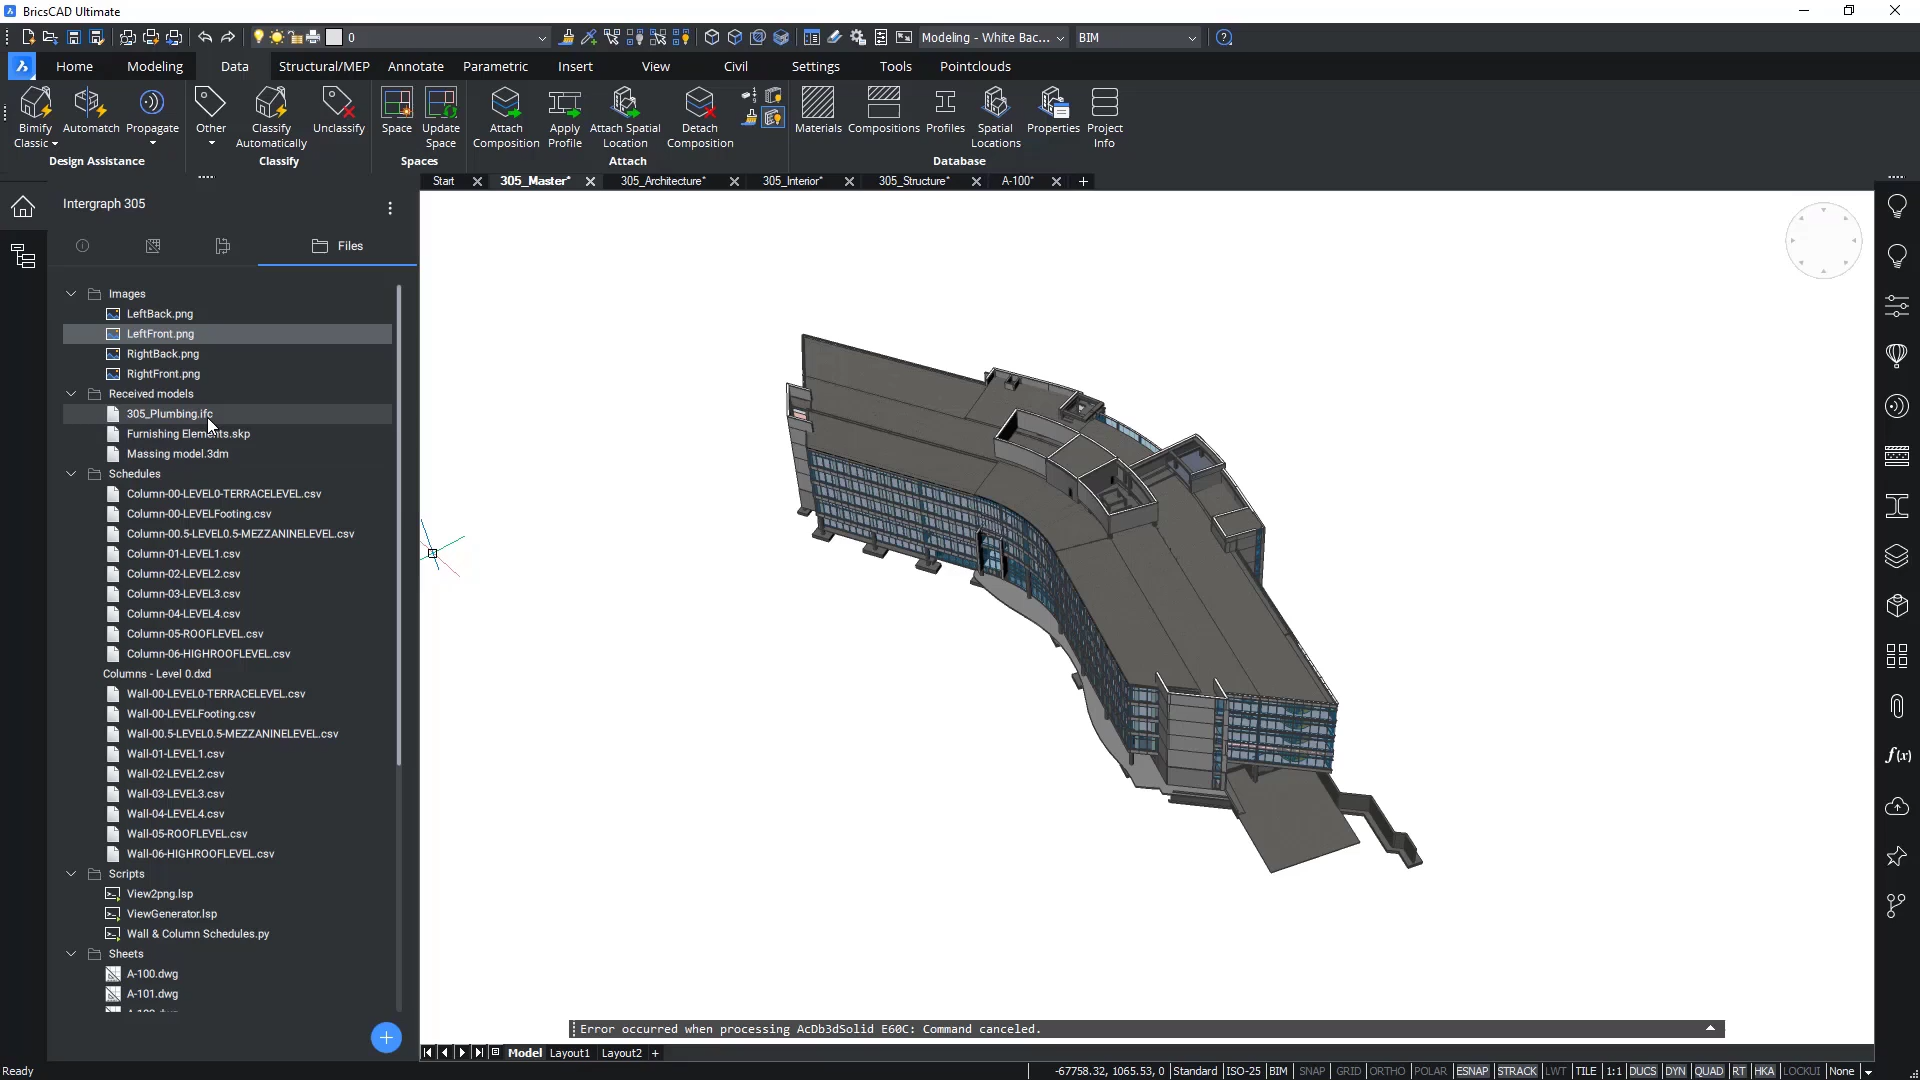 BricsCAD Ultimate
0
Modeling - White Bac...
BIM
Home Modeling Data Structural/MEP Annotate Parametric Insert View Civil Settings Tools Pointclouds
Bimify Classic
Automatch
Propagate
Design Assistance
Other
Classify Automatically
Unclassify
Classify
Space
Update Space
Spaces
Attach Composition
Apply Profile
Attach Spatial Location
Detach Composition
Attach
Materials
Compositions
Profiles
Spatial Locations
Properties
Project Info
Database
Start 305_Master* 305_Architecture* 305_Interior* 305_Structure* A-100*
Intergraph 305
Files
Images
LeftBack.png
LeftFront.png
RightBack.png
RightFront.png
Received models
305_Plumbing.ifc
Furnishing Elements.skp
Massing model.3dm
Schedules
Column-00-LEVEL0-TERRACELEVEL.csv
Column-00-LEVELFooting.csv
Column-00.5-LEVEL0.5-MEZZANINELEVEL.csv
Column-01-LEVEL1.csv
Column-02-LEVEL2.csv
Column-03-LEVEL3.csv
Column-04-LEVEL4.csv
Column-05-ROOFLEVEL.csv
Column-06-HIGHROOFLEVEL.csv
Columns - Level 0.dxd
Wall-00-LEVEL0-TERRACELEVEL.csv
Wall-00-LEVELFooting.csv
Wall-00.5-LEVEL0.5-MEZZANINELEVEL.csv
Wall-01-LEVEL1.csv
Wall-02-LEVEL2.csv
Wall-03-LEVEL3.csv
Wall-04-LEVEL4.csv
Wall-05-ROOFLEVEL.csv
Wall-06-HIGHROOFLEVEL.csv
Scripts
View2png.lsp
ViewGenerator.lsp
Wall & Column Schedules.py
Sheets
A-100.dwg
A-101.dwg
f(x)
Error occurred when processing AcDb3dSolid E60C: Command canceled.
Model Layout1 Layout2 +
Ready
-67758.32, 1065.53, 0 Standard ISO-25 BIM SNAP GRID ORTHO POLAR ESNAP STRACK LWT TILE 1:1 DUCS DYN QUAD RT HKA LOCKUI None